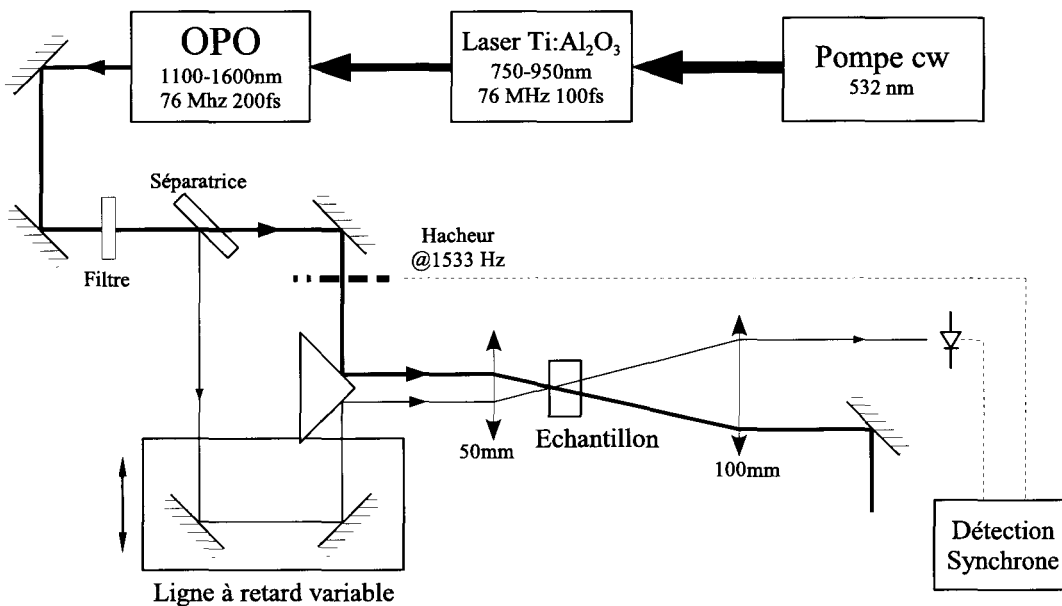 OPO
1100-1600nm
76 Mhz 200fs
Laser Ti:Al₂O₃
750-950nm
76 MHz 100fs
Pompe cw
532 nm
Séparatrice
Filtre
Hacheur
@1533 Hz
50mm
Echantillon
100mm
Détection
Synchrone
Ligne à retard variable